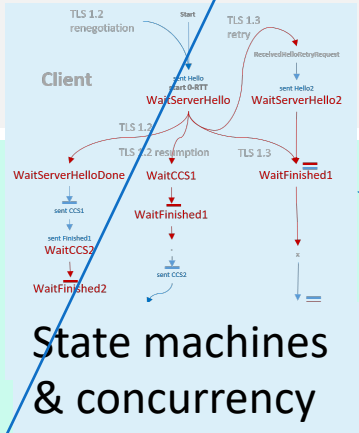 TLS 1.2
renegotiation
Start
TLS 1.3
retry
ReceivedHelloRetryRequest
Client
sent Hello
start 0-RTT
WaitServerHello
sent Hello2
WaitServerHello2
TLS 1.2
TLS 1.2 resumption
TLS 1.3
WaitServerHelloDone
WaitCCS1
WaitFinished1
sent CCS1
WaitFinished1
sent Finished1
WaitCCS2
sent CCS2
WaitFinished2
State machines
& concurrency